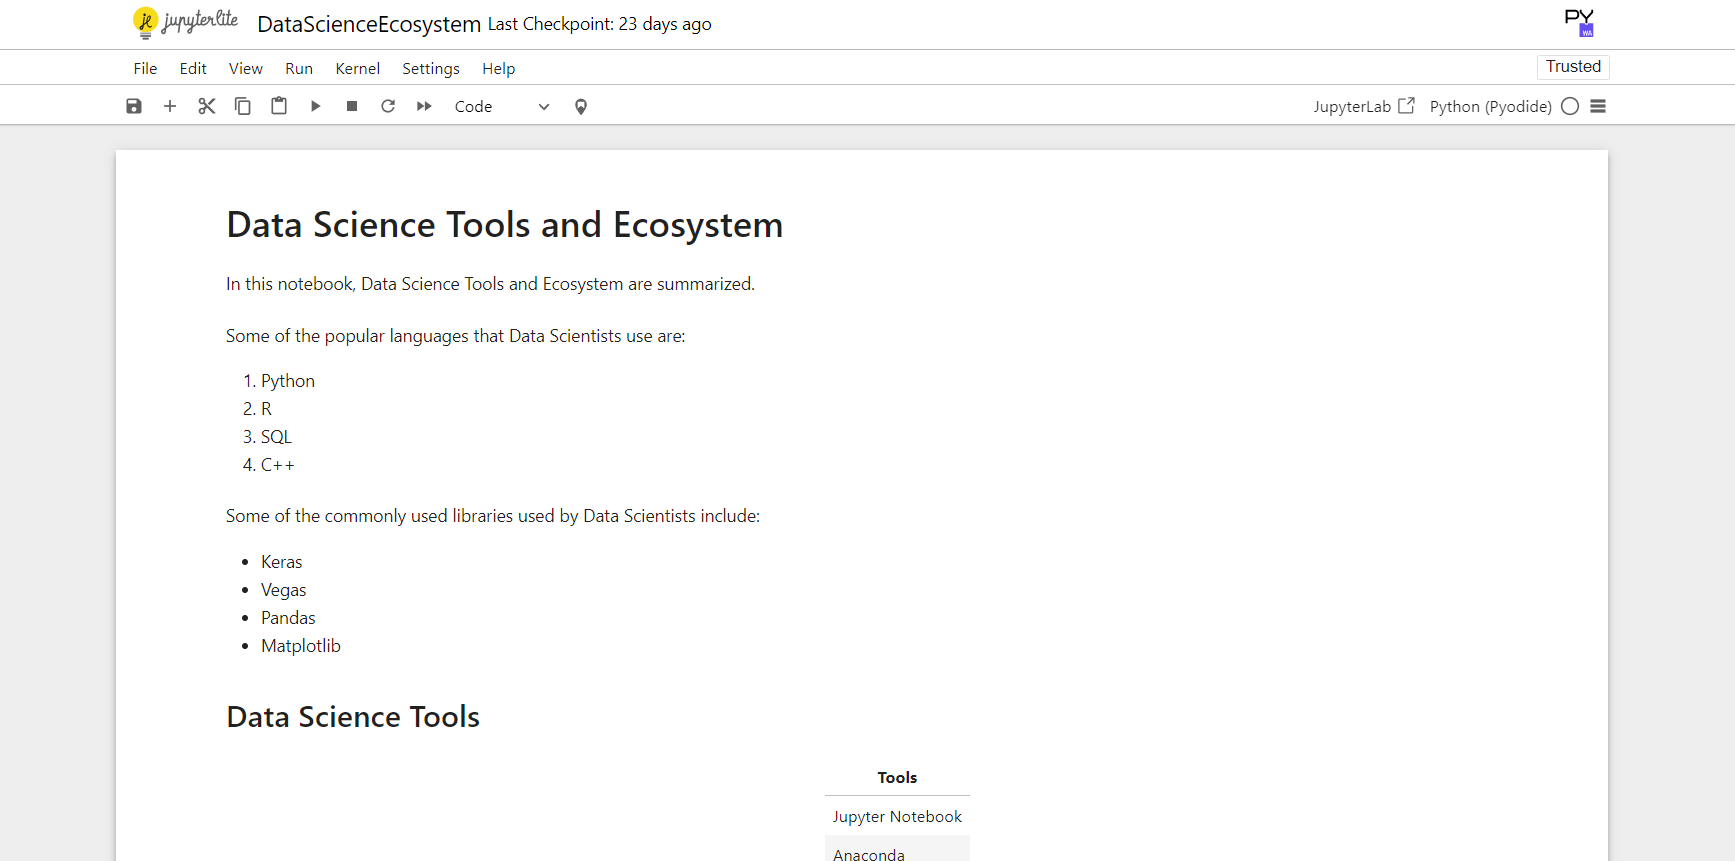 jupyterlite DataScienceEcosystem Last Checkpoint: 23 days ago PY WA
File Edit View Run Kernel Settings Help Trusted
Code JupyterLab Python (Pyodide)
Data Science Tools and Ecosystem
In this notebook, Data Science Tools and Ecosystem are summarized.
Some of the popular languages that Data Scientists use are:
1. Python
2. R
3. SQL
4. C++
Some of the commonly used libraries used by Data Scientists include:
• Keras
• Vegas
• Pandas
• Matplotlib
Data Science Tools
Tools
Jupyter Notebook
Anaconda